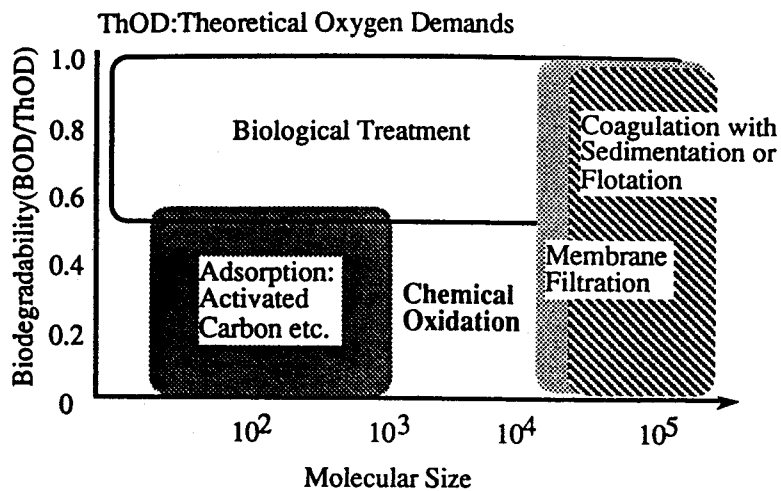 ThOD:Theoretical Oxygen Demands
Biodegradability(BOD/ThOD)
1.0
0.8
0.6
0.4
0.2
0
Biological Treatment
Coagulation with
Sedimentation or
Flotation
Adsorption:
Activated
Carbon etc.
Chemical
Oxidation
Membrane
Filtration
10² 10³ 10⁴ 10⁵
Molecular Size